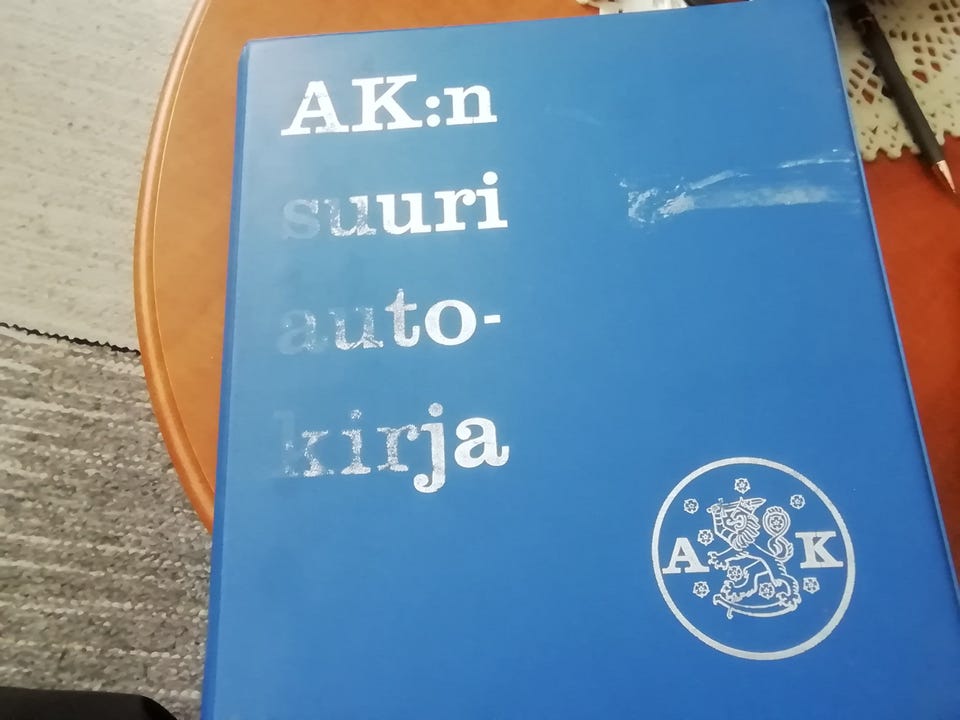 AK:n
suuri
auto-
kirja
A K